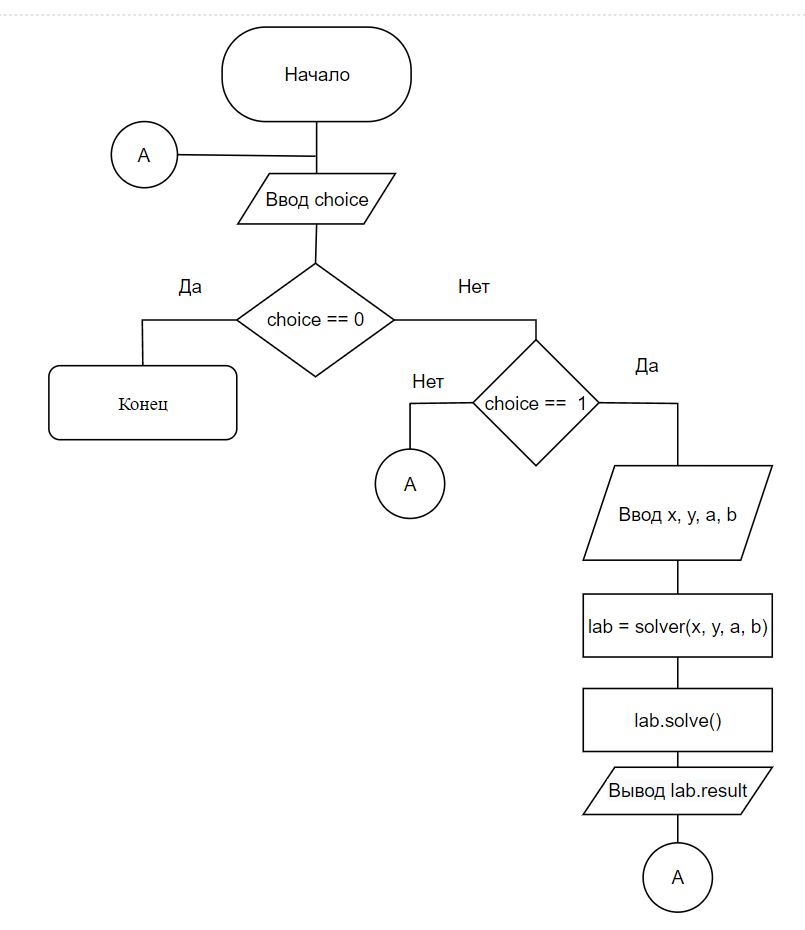 Начало
A
Ввод choice
Да
Нет
choice == 0
Конец
Нет
Да
choice == 1
A
Ввод x, y, a, b
lab = solver(x, y, a, b)
lab.solve()
Вывод lab.result
A